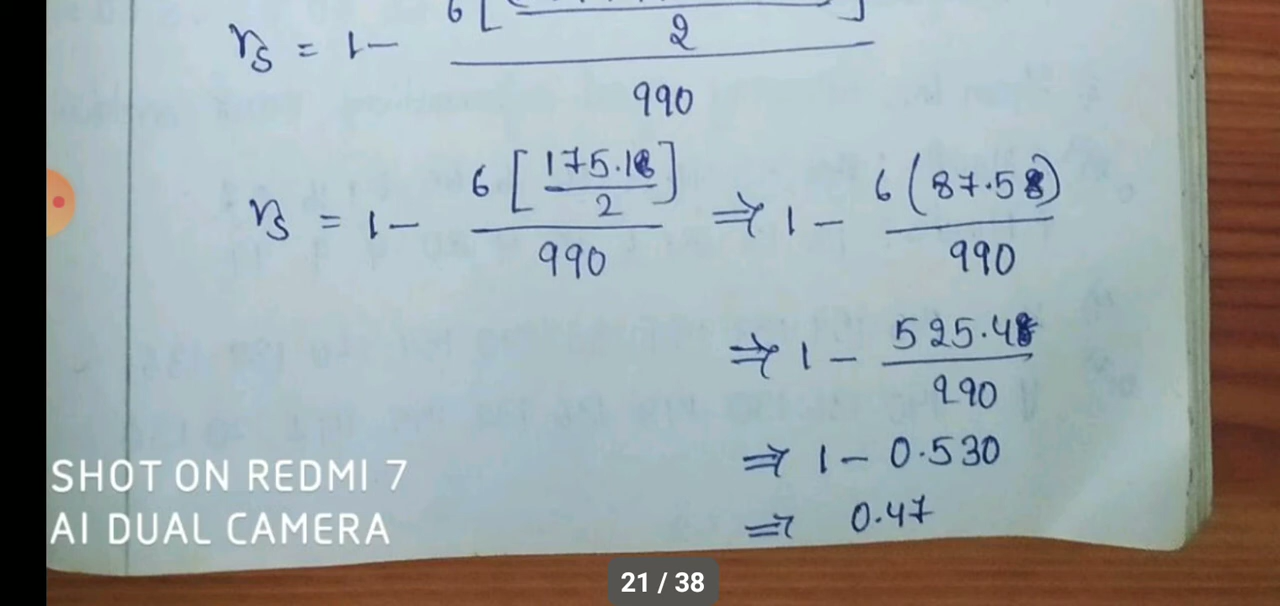 rs = 1 - 6 [ 2 ] / 990
rs = 1 - 6 [ 175.16 / 2 ] / 990 ⇒ 1 - 6 ( 87.58 ) / 990
⇒ 1 - 525.48 / 990
⇒ 1 - 0.530
⇒ 0.47
SHOT ON REDMI 7
AI DUAL CAMERA
21 / 38